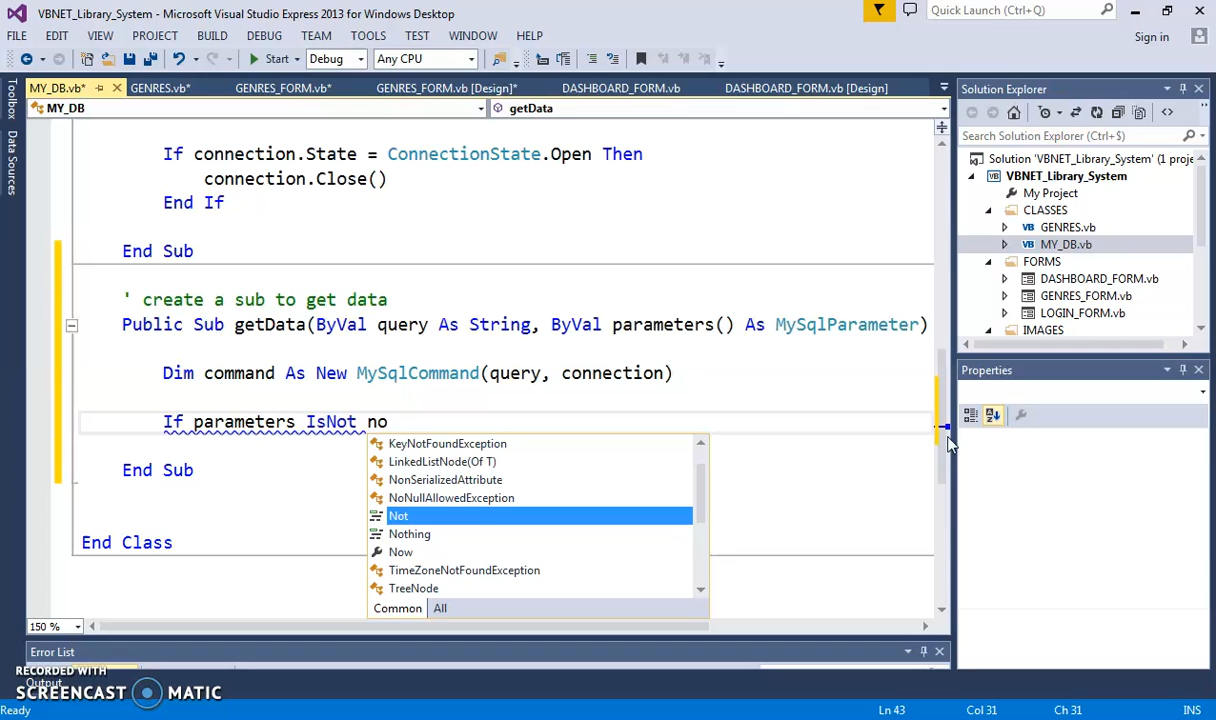 VBNET_Library_System - Microsoft Visual Studio Express 2013 for Windows Desktop
Quick Launch (Ctrl+Q)
FILE EDIT VIEW PROJECT BUILD DEBUG TEAM TOOLS TEST WINDOW HELP
Sign in
Start Debug Any CPU
Toolbox
Data Sources
MY_DB.vb* GENRES.vb* GENRES_FORM.vb* GENRES_FORM.vb [Design]* DASHBOARD_FORM.vb DASHBOARD_FORM.vb [Design]
MY_DB getData
If connection.State = ConnectionState.Open Then
connection.Close()
End If
End Sub
' create a sub to get data
Public Sub getData(ByVal query As String, ByVal parameters() As MySqlParameter)
Dim command As New MySqlCommand(query, connection)
If parameters IsNot no
KeyNotFoundException
LinkedListNode(Of T)
NonSerializedAttribute
NoNullAllowedException
Not
Nothing
Now
TimeZoneNotFoundException
TreeNode
Common All
End Sub
End Class
150 %
Solution Explorer
Search Solution Explorer (Ctrl+$)
Solution 'VBNET_Library_System' (1 proje
VBNET_Library_System
My Project
CLASSES
GENRES.vb
MY_DB.vb
FORMS
DASHBOARD_FORM.vb
GENRES_FORM.vb
LOGIN_FORM.vb
IMAGES
Properties
Error List
Output
RECORDED WITH
SCREENCAST MATIC
Ready
Ln 43 Col 31 Ch 31 INS